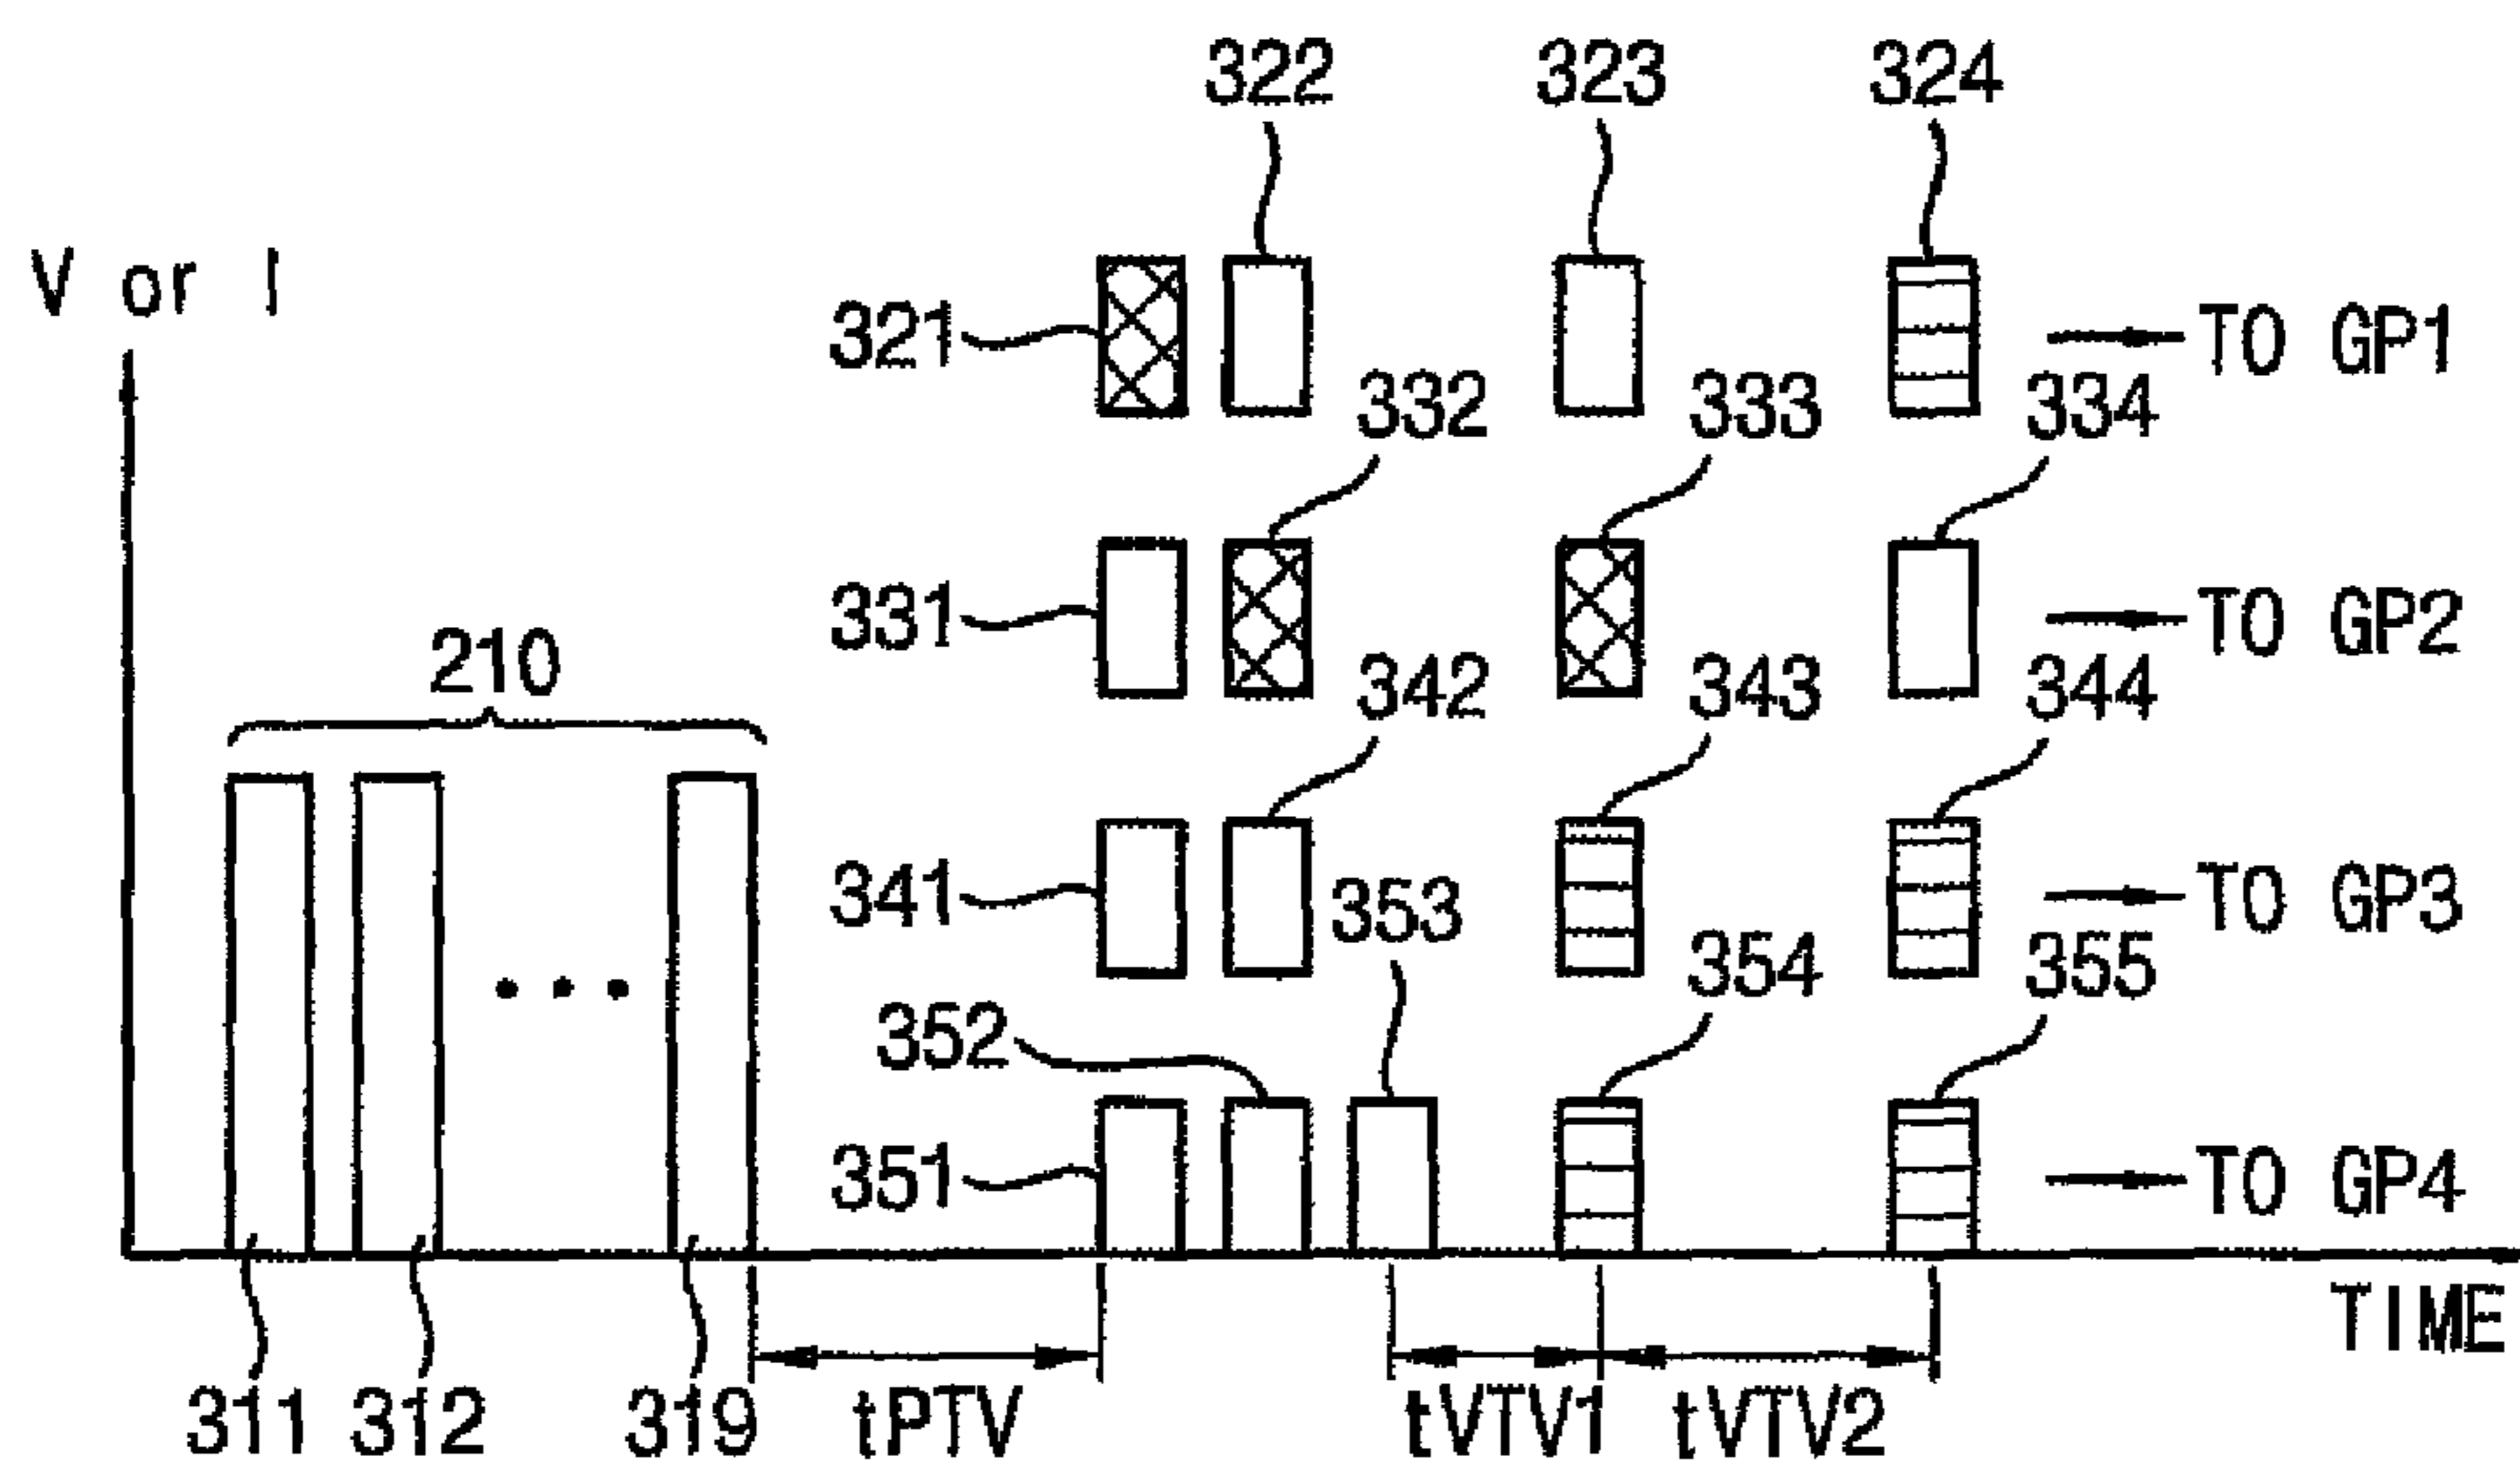 322 323 324
V or I
321 TO GP1
332 333 334
331 TO GP2
210
342 343 344
341 TO GP3
353
354 355
352
351 TO GP4
TIME
311 312 319 tPTV tVTV1 tVTV2